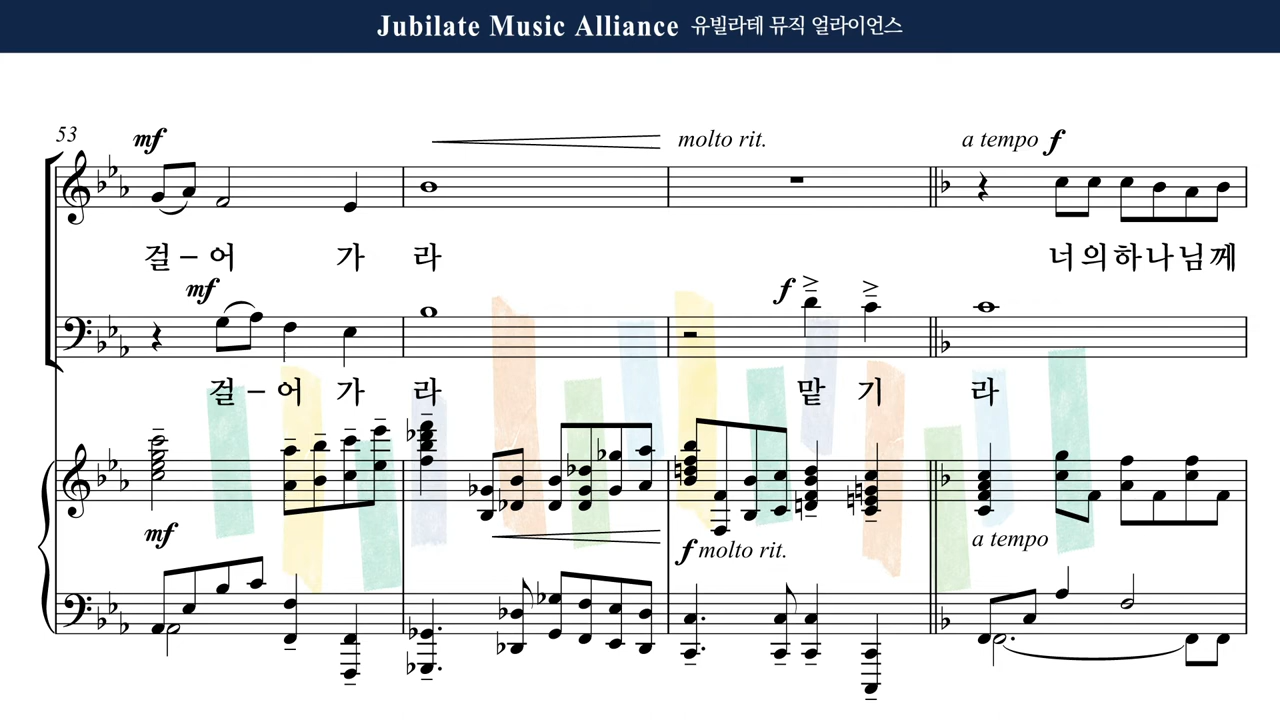 Jubilate Music Alliance 유빌라테 뮤직 얼라이언스
53 mf molto rit. a tempo f
걸 – 어 가 라 너 의 하 나 님 께
mf f
걸 – 어 가 라 맡 기 라
mf f molto rit. a tempo